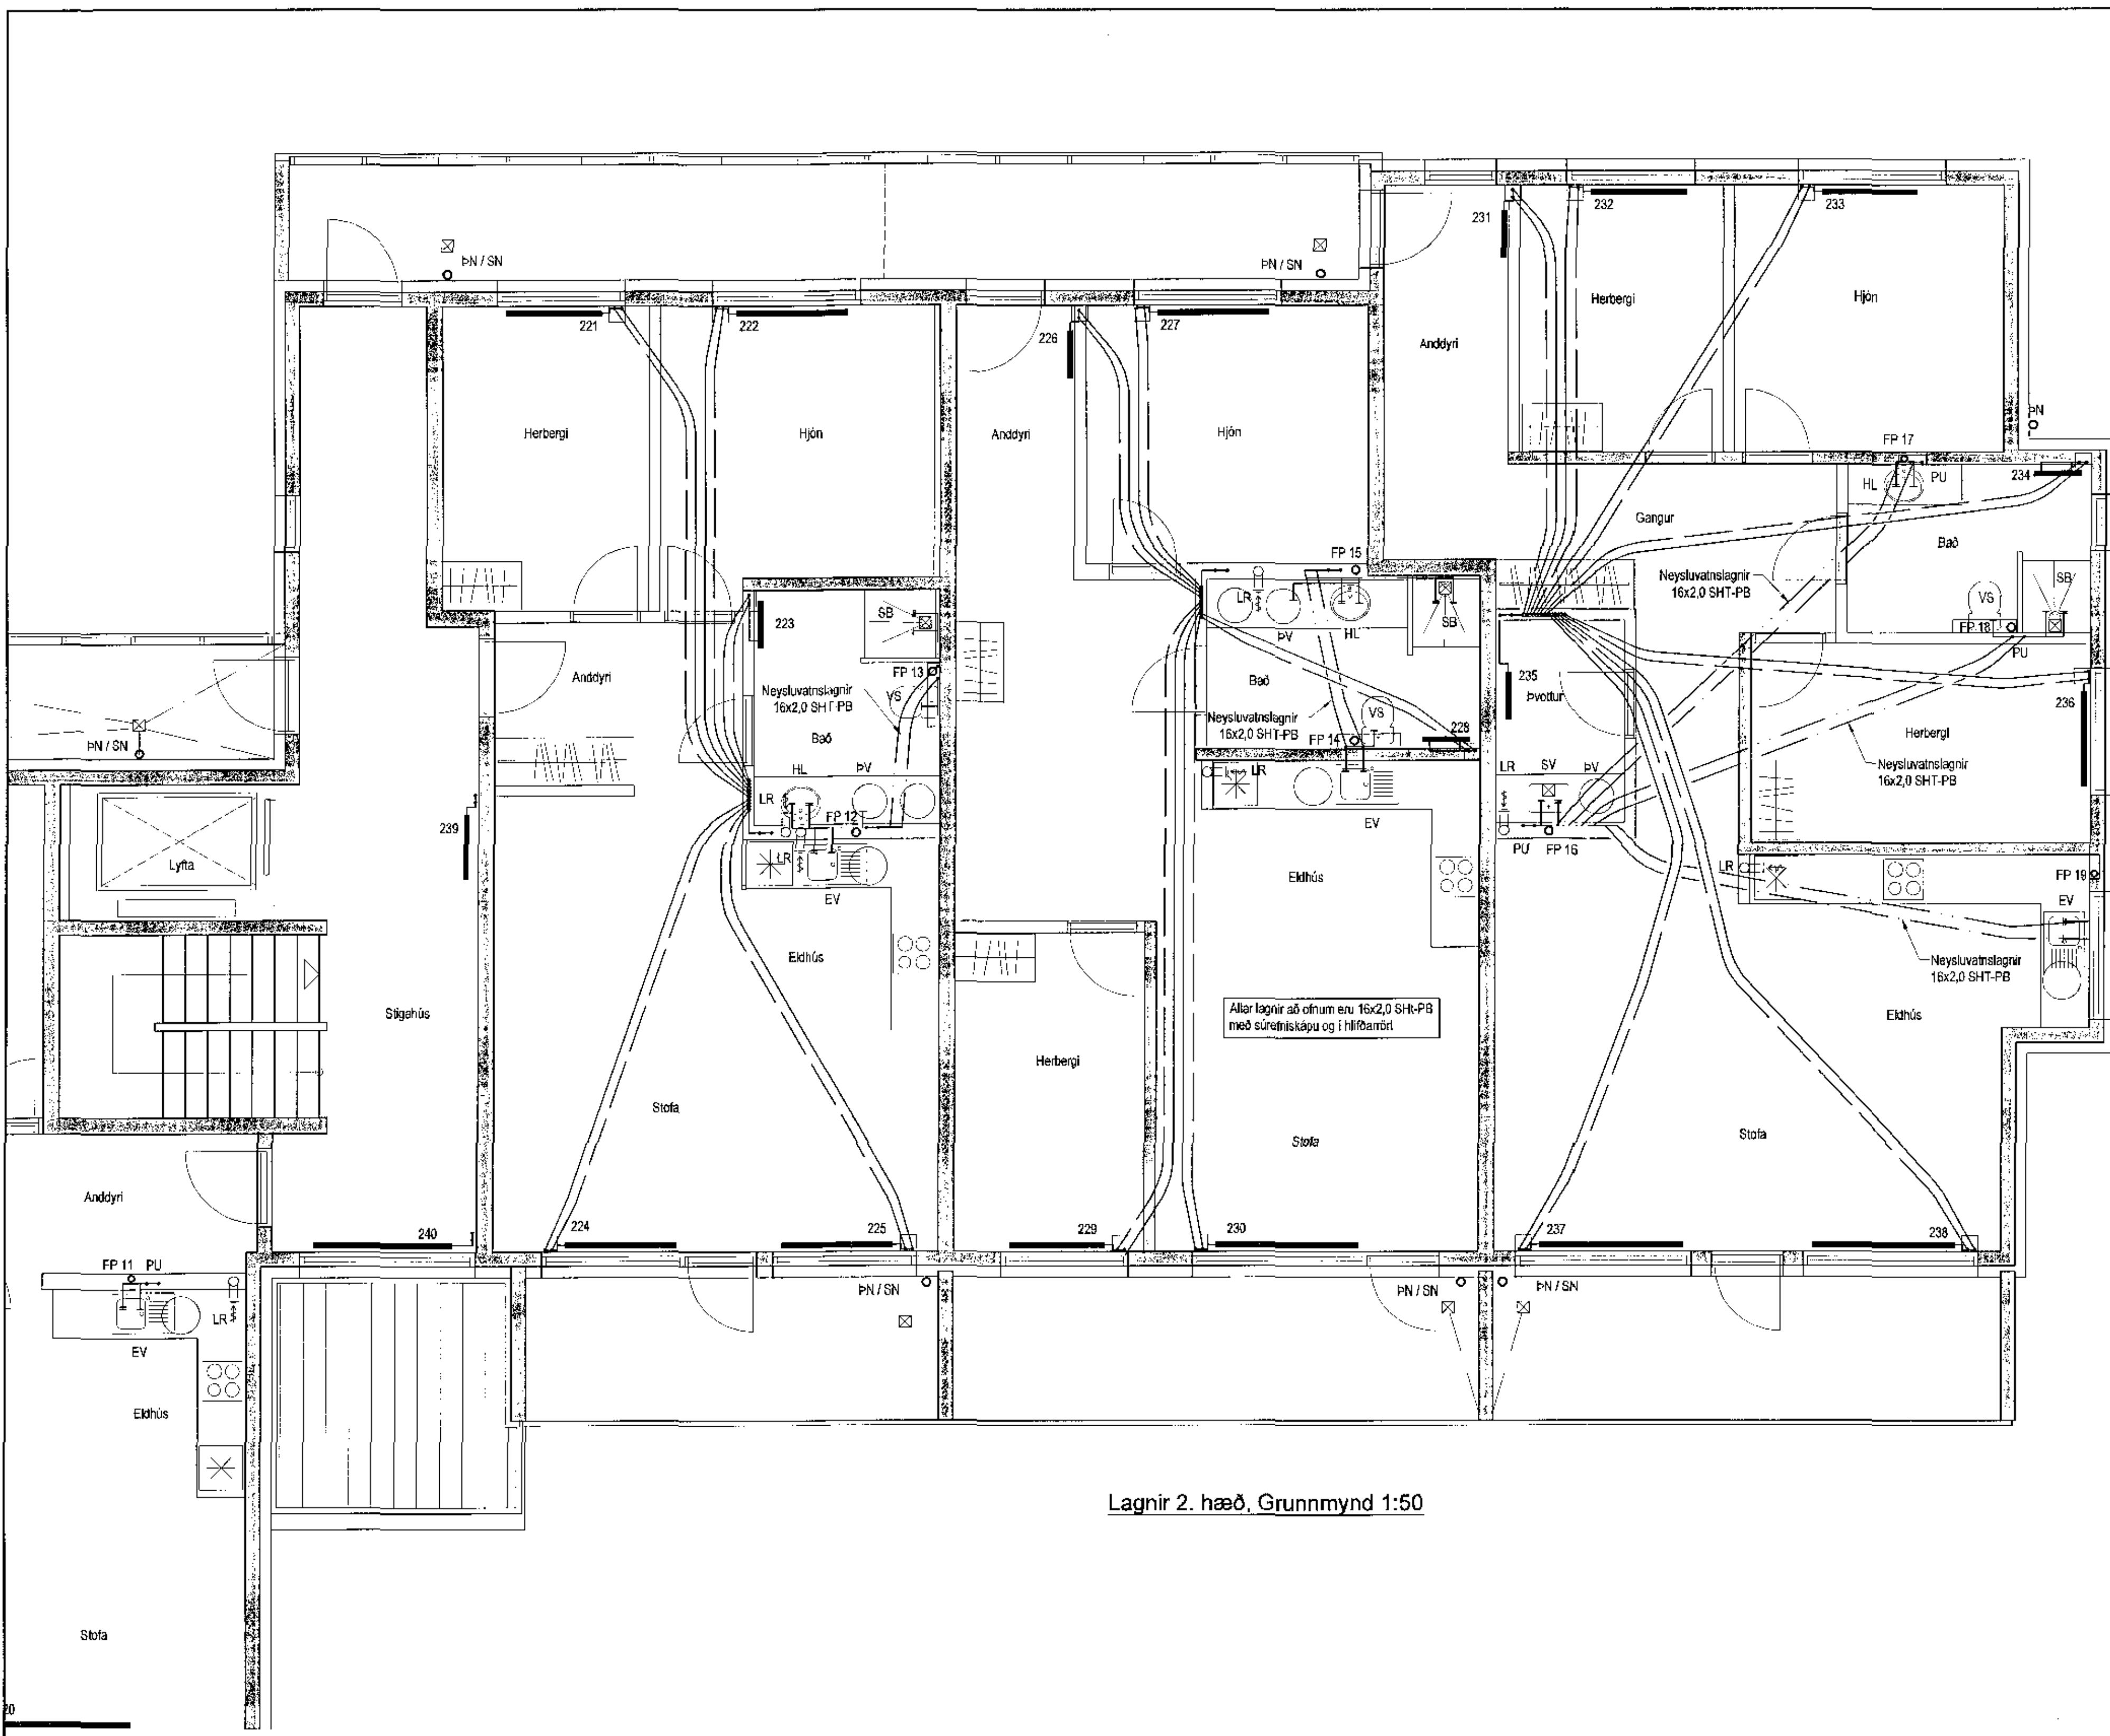 231
232
233
ÞN / SN
ÞN / SN
Herbergi
Hjón
221
222
226
227
Anddyri
ÞN
Herbergi
Hjón
Anddyri
Hjón
FP 17
HL
PU
234
Gangur
Bað
FP 15
Neysluvatnslagnir
16x2,0 SHT-PB
SB
VS
FP 18
PU
223
SB
LR
ÞV
HL
SB
Anddyri
FP 13
VS
Neysluvatnslagnir
16x2,0 SHT-PB
Bað
Bað
VS
Neysluvatnslagnir
16x2,0 SHT-PB
FP 14
228
235
Þvottur
236
Herbergi
Neysluvatnslagnir
16x2,0 SHT-PB
ÞN / SN
HL
ÞV
LR
FP 12
LR
LR
SV
ÞV
239
EV
PU
FP 16
Lyfta
LR
EV
LR
FP 19
EV
Eldhús
Eldhús
Neysluvatnslagnir
16x2,0 SHT-PB
Stigahús
Allar lagnir að ofnum eru 16x2,0 SHt-PB
með súrefniskápu og í hlífðarröri
Eldhús
Herbergi
Stofa
Stofa
Stofa
Anddyri
240
224
225
229
230
237
238
FP 11
PU
ÞN / SN
ÞN / SN
ÞN / SN
LR
EV
Eldhús
Lagnir 2. hæð, Grunnmynd 1:50
Stofa
20